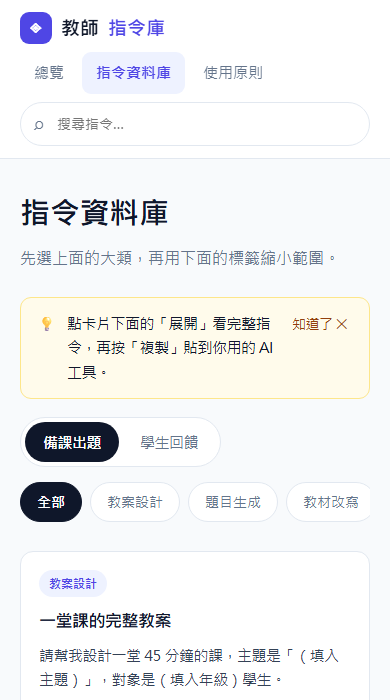 教師 指令庫
總覽 指令資料庫 使用原則
搜尋指令...
指令資料庫
先選上面的大類，再用下面的標籤縮小範圍。
點卡片下面的「展開」看完整指 知道了 ✕
令，再按「複製」貼到你用的 AI
工具。
備課出題 學生回饋
全部 教案設計 題目生成 教材改寫
教案設計
一堂課的完整教案
請幫我設計一堂 45 分鐘的課，主題是「（填入
主題）」，對象是（填入年級）學生。